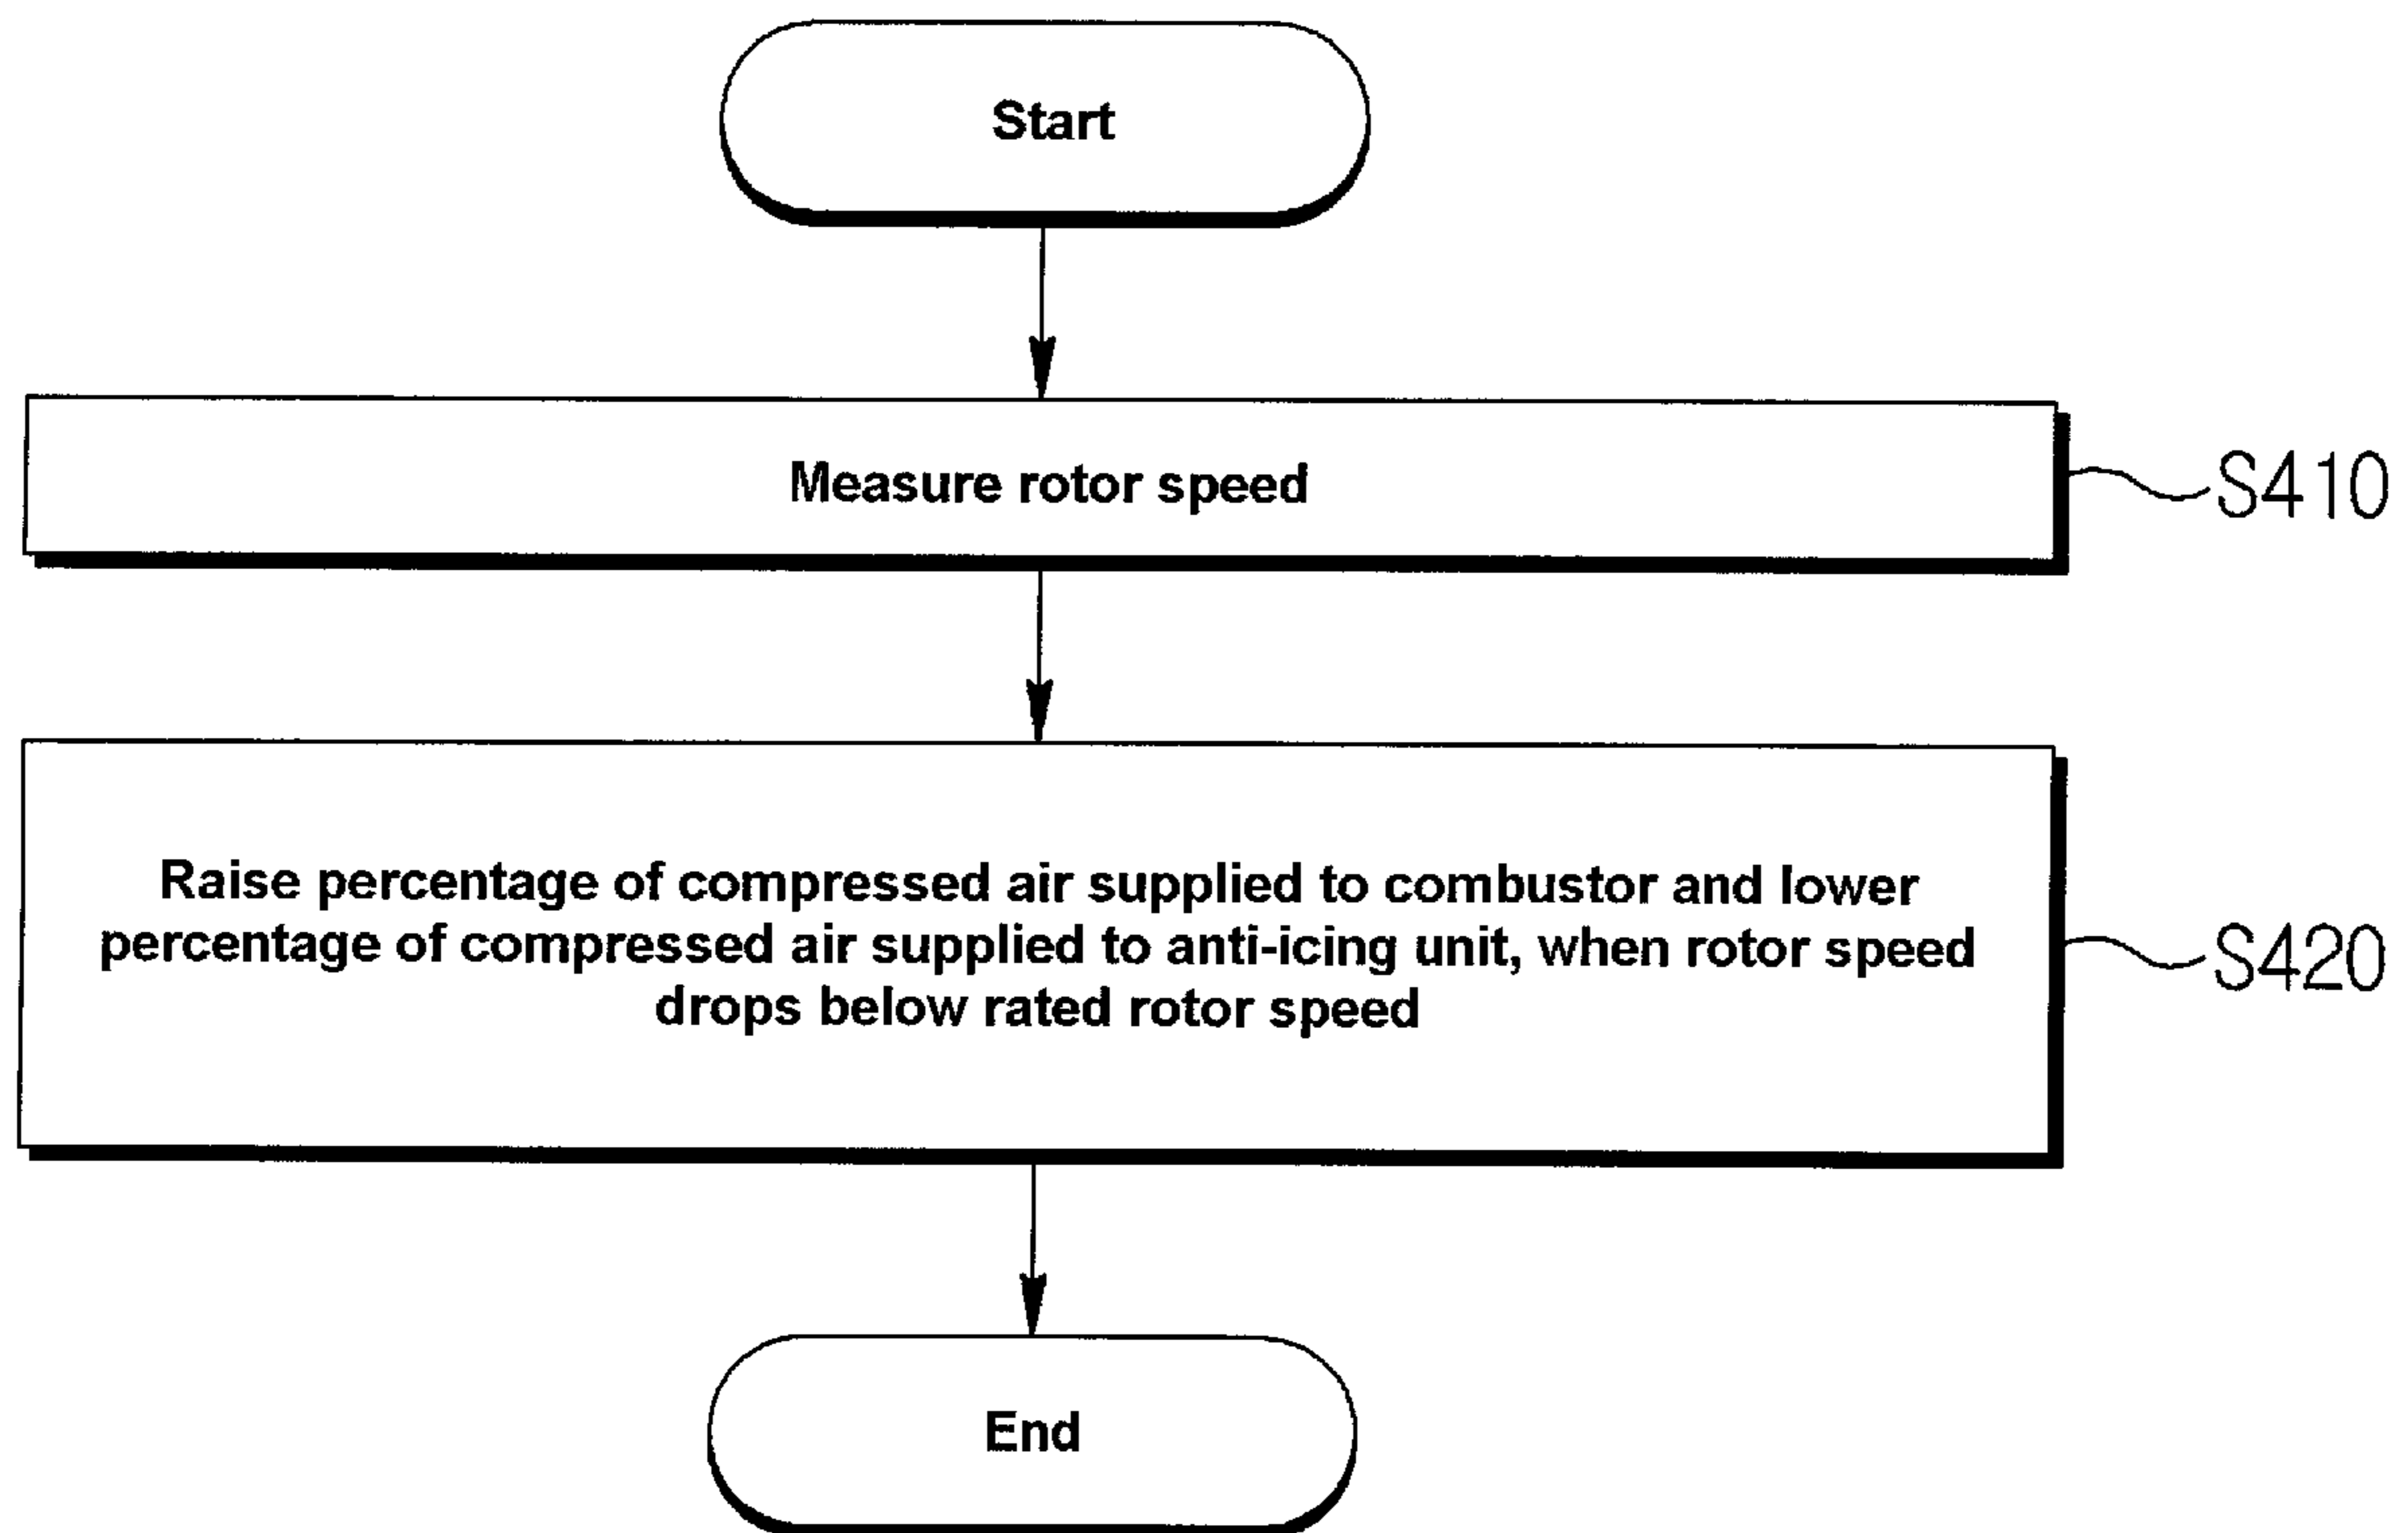 Start
Measure rotor speed
S410
Raise percentage of compressed air supplied to combustor and lower
percentage of compressed air supplied to anti-icing unit, when rotor speed
drops below rated rotor speed
S420
End